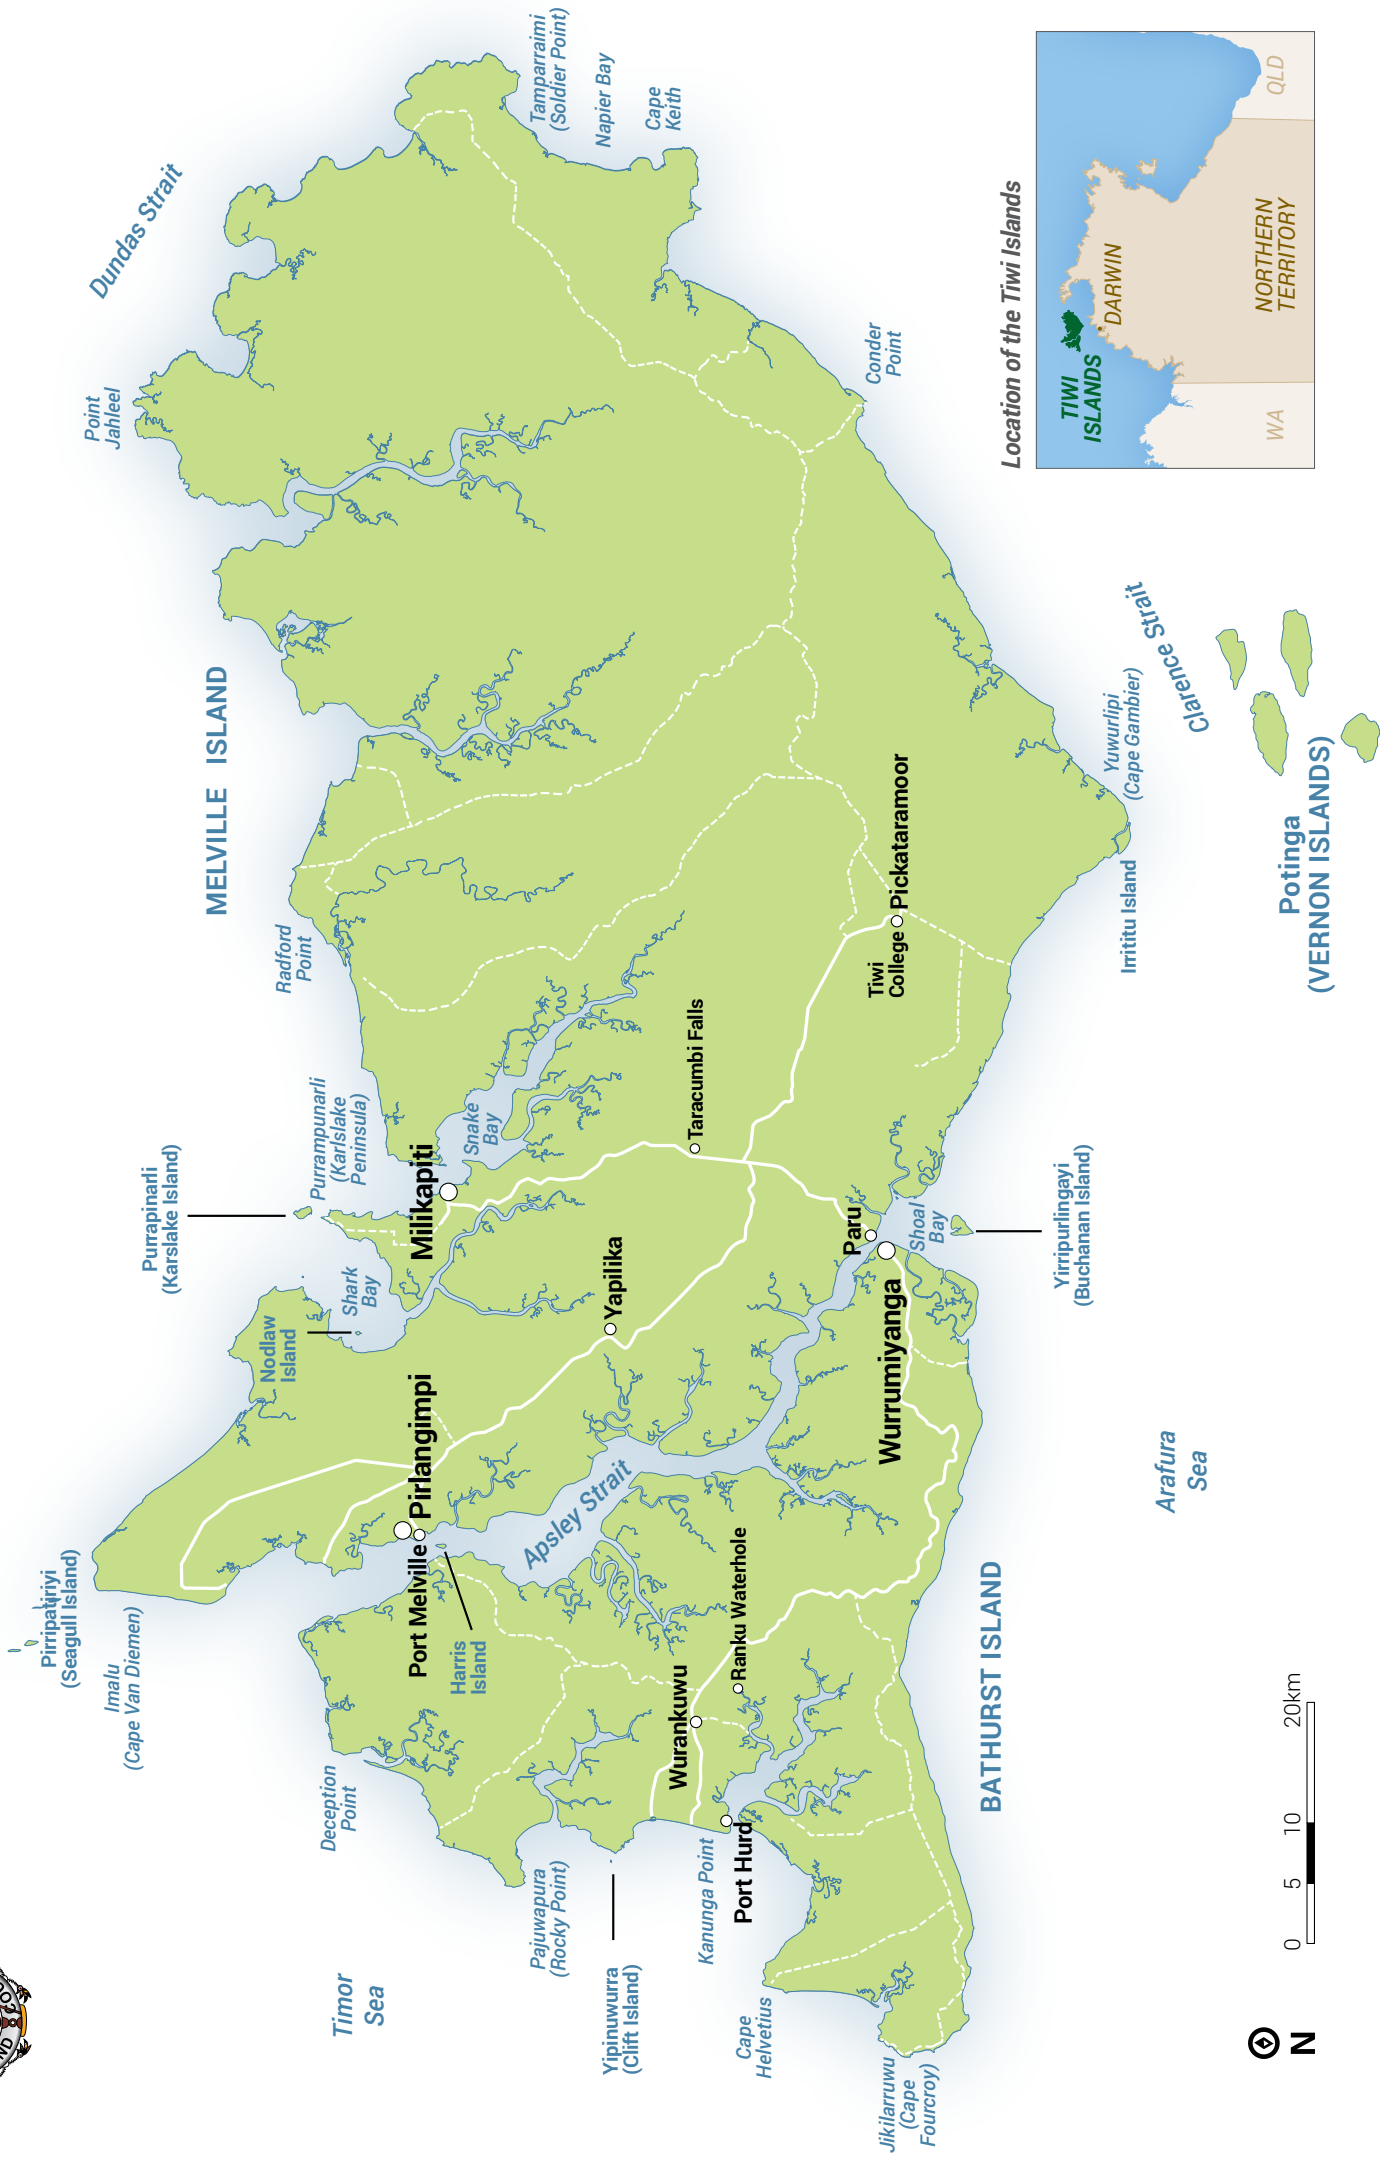 Pirripatiriyi
(Seagull Island)
Imalu
(Cape Van Diemen)
Purrapinarli
(Karslake Island)
Purrampunarli
(Karlslake
Peninsula)
Nodlaw
Island
Shark
Bay
Snake
Bay
Radford
Point
MELVILLE ISLAND
Point
Jahleel
Dundas Strait
Tamparraimi
(Soldier Point)
Napier Bay
Cape
Keith
Conder
Point
Deception
Point
Timor
Sea
Port Melville
Pirlangimpi
Harris
Island
Milikapiti
Yapilika
Taracumbi Falls
Apsley Strait
Pajuwapura
(Rocky Point)
Yipinuwurra
(Clift Island)
Kanunga Point
Port Hurd
Wurankuwu
Ranku Waterhole
Cape
Helvetius
Jikilarruwu
(Cape
Fourcroy)
Wurrumiyanga
Paru
Shoal
Bay
Tiwi
College
Pickataramoor
BATHURST ISLAND
Yirripurlingayi
(Buchanan Island)
Irrititu Island
Yuwurlipi
(Cape Gambier)
Clarence Strait
Arafura
Sea
Potinga
(VERNON ISLANDS)
N
0 5 10 20km
Location of the Tiwi Islands
TIWI
ISLANDS
DARWIN
NORTHERN
TERRITORY
WA
QLD